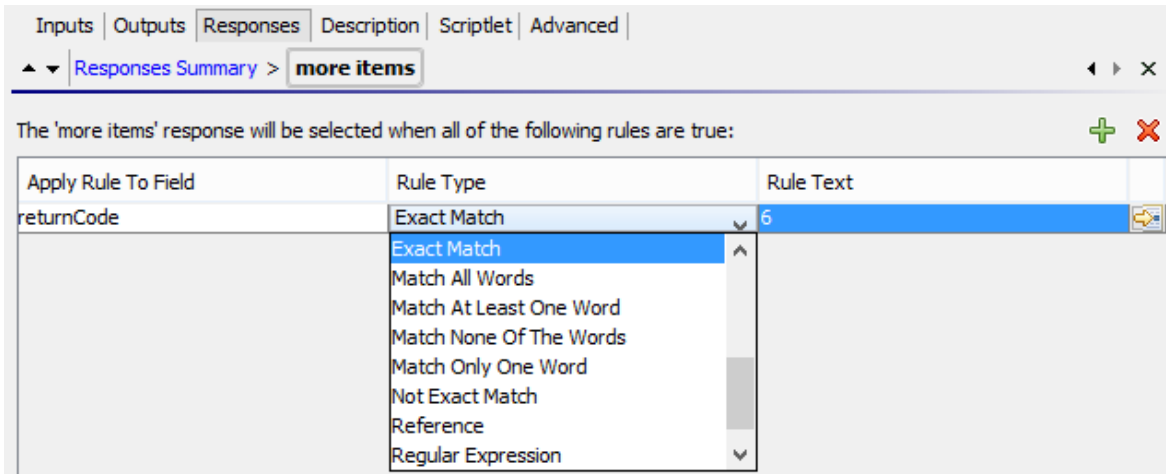 Inputs Outputs Responses Description Scriptlet Advanced
Responses Summary > more items
The 'more items' response will be selected when all of the following rules are true:
Apply Rule To Field Rule Type Rule Text
returnCode Exact Match 6
Exact Match
Match All Words
Match At Least One Word
Match None Of The Words
Match Only One Word
Not Exact Match
Reference
Regular Expression